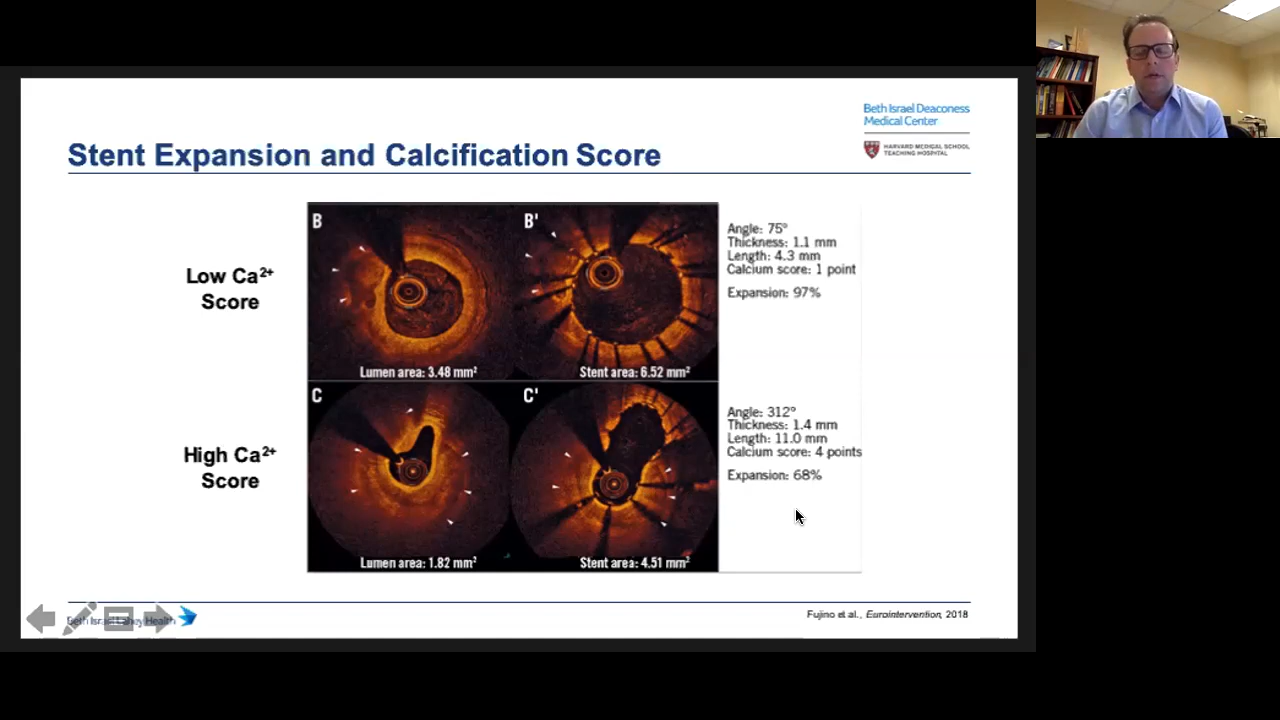 Beth Israel Deaconess
Medical Center
HARVARD MEDICAL SCHOOL
TEACHING HOSPITAL
Stent Expansion and Calcification Score
Low Ca2+
Score
B
B'
Lumen area: 3.48 mm²
Stent area: 6.52 mm²
Angle: 75°
Thickness: 1.1 mm
Length: 4.3 mm
Calcium score: 1 point
Expansion: 97%
High Ca2+
Score
C
C'
Lumen area: 1.82 mm²
Stent area: 4.51 mm²
Angle: 312°
Thickness: 1.4 mm
Length: 11.0 mm
Calcium score: 4 points
Expansion: 68%
Beth Israel Lahey Health
Fujino et al., Eurointervention, 2018